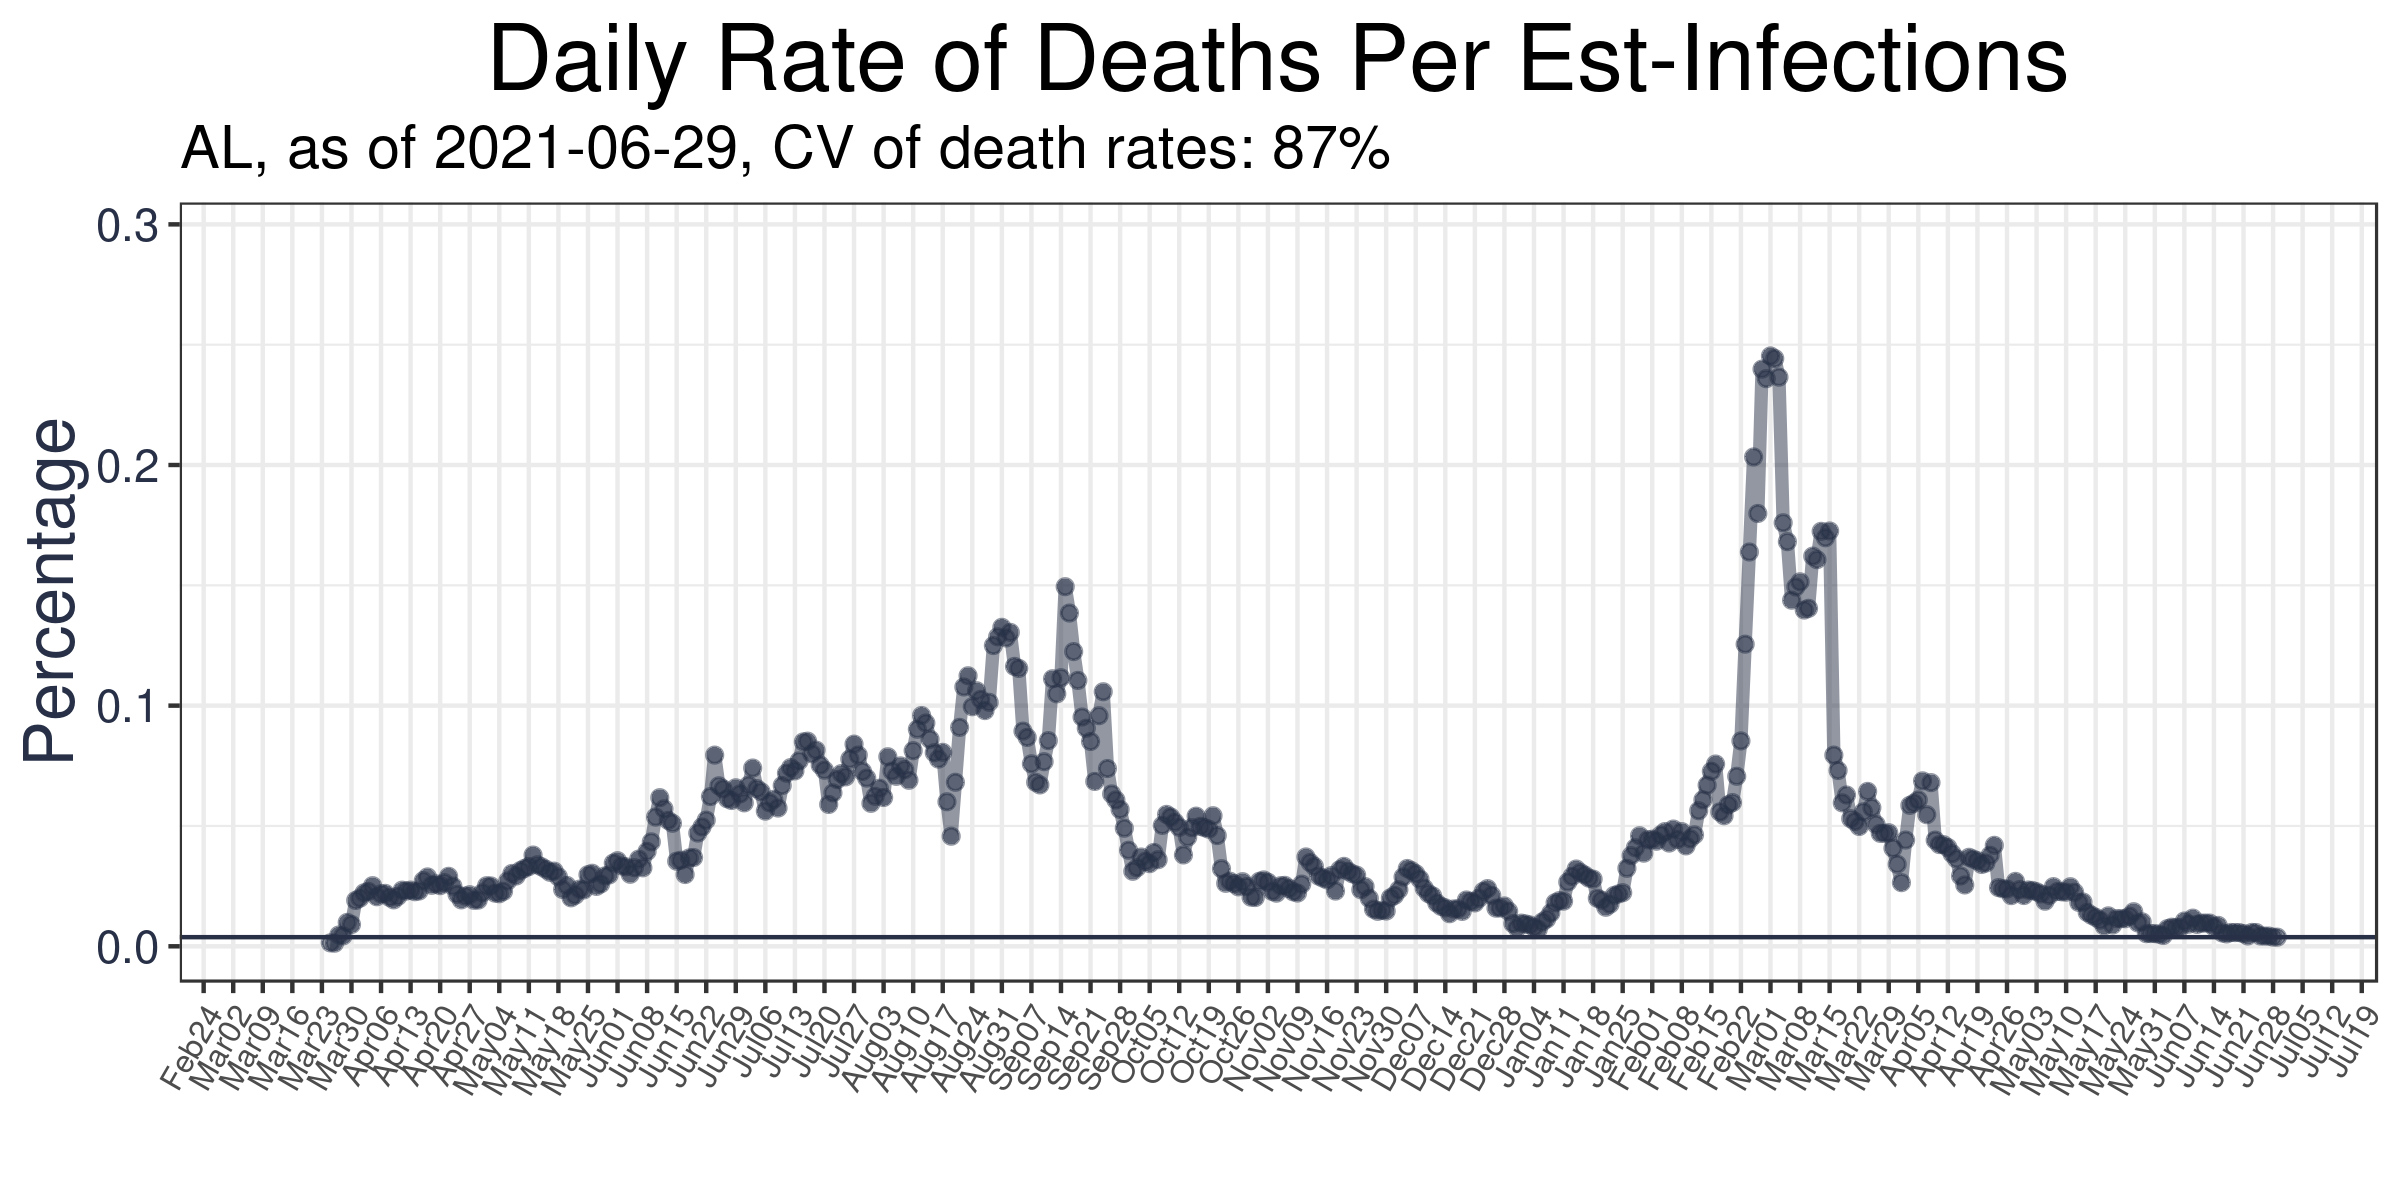 Daily Rate of Deaths Per Est-Infections
AL, as of 2021-06-29, CV of death rates: 87%
Percentage
0.3
0.2
0.1
0.0
Feb24
Mar02
Mar09
Mar16
Mar23
Mar30
Apr06
Apr13
Apr20
Apr27
May04
May11
May18
May25
Jun01
Jun08
Jun15
Jun22
Jun29
Jul06
Jul13
Jul20
Jul27
Aug03
Aug10
Aug17
Aug24
Aug31
Sep07
Sep14
Sep21
Sep28
Oct05
Oct12
Oct19
Oct26
Nov02
Nov09
Nov16
Nov23
Nov30
Dec07
Dec14
Dec21
Dec28
Jan04
Jan11
Jan18
Jan25
Feb01
Feb08
Feb15
Feb22
Mar01
Mar08
Mar15
Mar22
Mar29
Apr05
Apr12
Apr19
Apr26
May03
May10
May17
May24
May31
Jun07
Jun14
Jun21
Jun28
Jul05
Jul12
Jul19